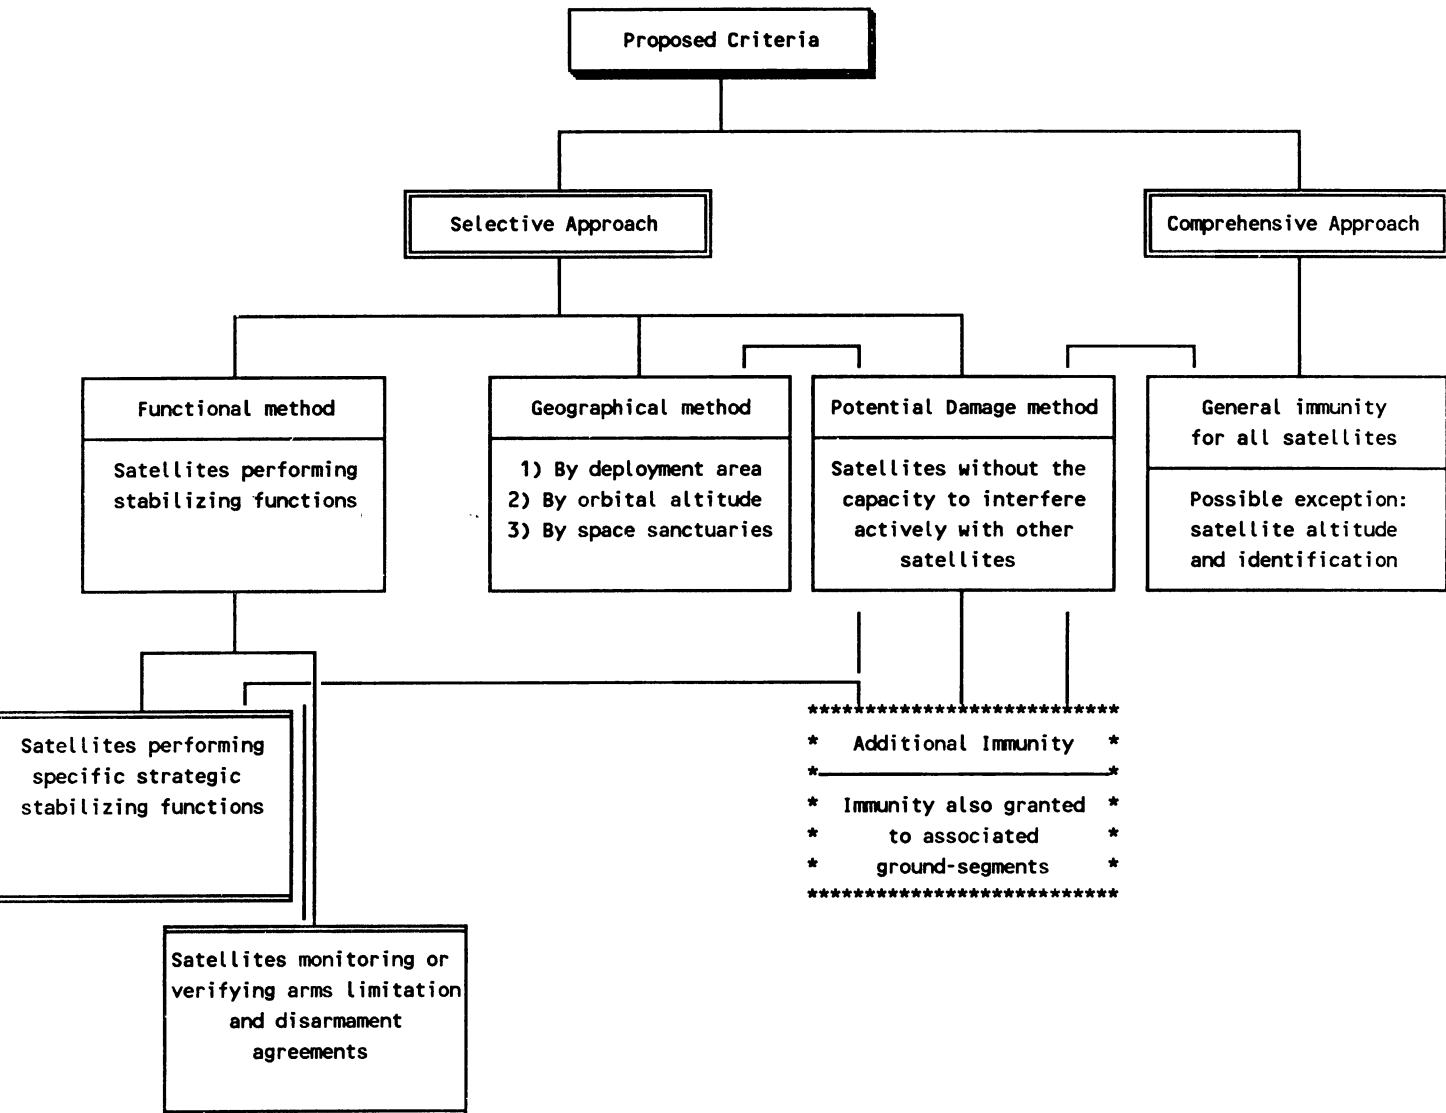 Proposed Criteria
Selective Approach
Comprehensive Approach
Functional method
Satellites performing
stabilizing functions
Geographical method
1) By deployment area
2) By orbital altitude
3) By space sanctuaries
Potential Damage method
Satellites without the
capacity to interfere
actively with other
satellites
General immunity
for all satellites
Possible exception:
satellite altitude
and identification
Satellites performing
specific strategic
stabilizing functions
***************************
* Additional Immunity *
* *
* Immunity also granted *
* to associated *
* ground-segments *
***************************
Satellites monitoring or
verifying arms limitation
and disarmament
agreements